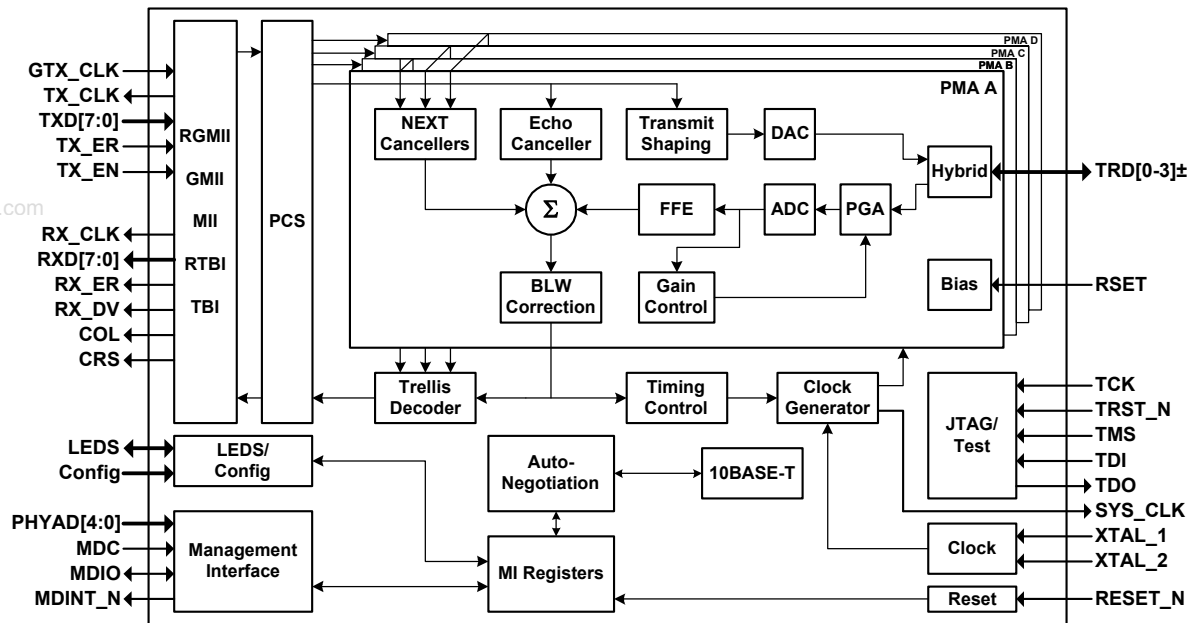 PMA D
PMA C
PMA B
PMA A
GTX_CLK
TX_CLK
TXD[7:0]
TX_ER
TX_EN
.com
RX_CLK
RXD[7:0]
RX_ER
RX_DV
COL
CRS
RGMII
GMII
MII
RTBI
TBI
PCS
NEXT
Cancellers
Echo
Canceller
Transmit
Shaping
DAC
Hybrid
TRD[0-3]±
Σ
FFE
ADC
PGA
BLW
Correction
Gain
Control
Bias
RSET
Trellis
Decoder
Timing
Control
Clock
Generator
JTAG/
Test
TCK
TRST_N
TMS
TDI
TDO
SYS_CLK
LEDS
Config
LEDS/
Config
Auto-
Negotiation
10BASE-T
PHYAD[4:0]
MDC
MDIO
MDINT_N
Management
Interface
MI Registers
Clock
XTAL_1
XTAL_2
Reset
RESET_N